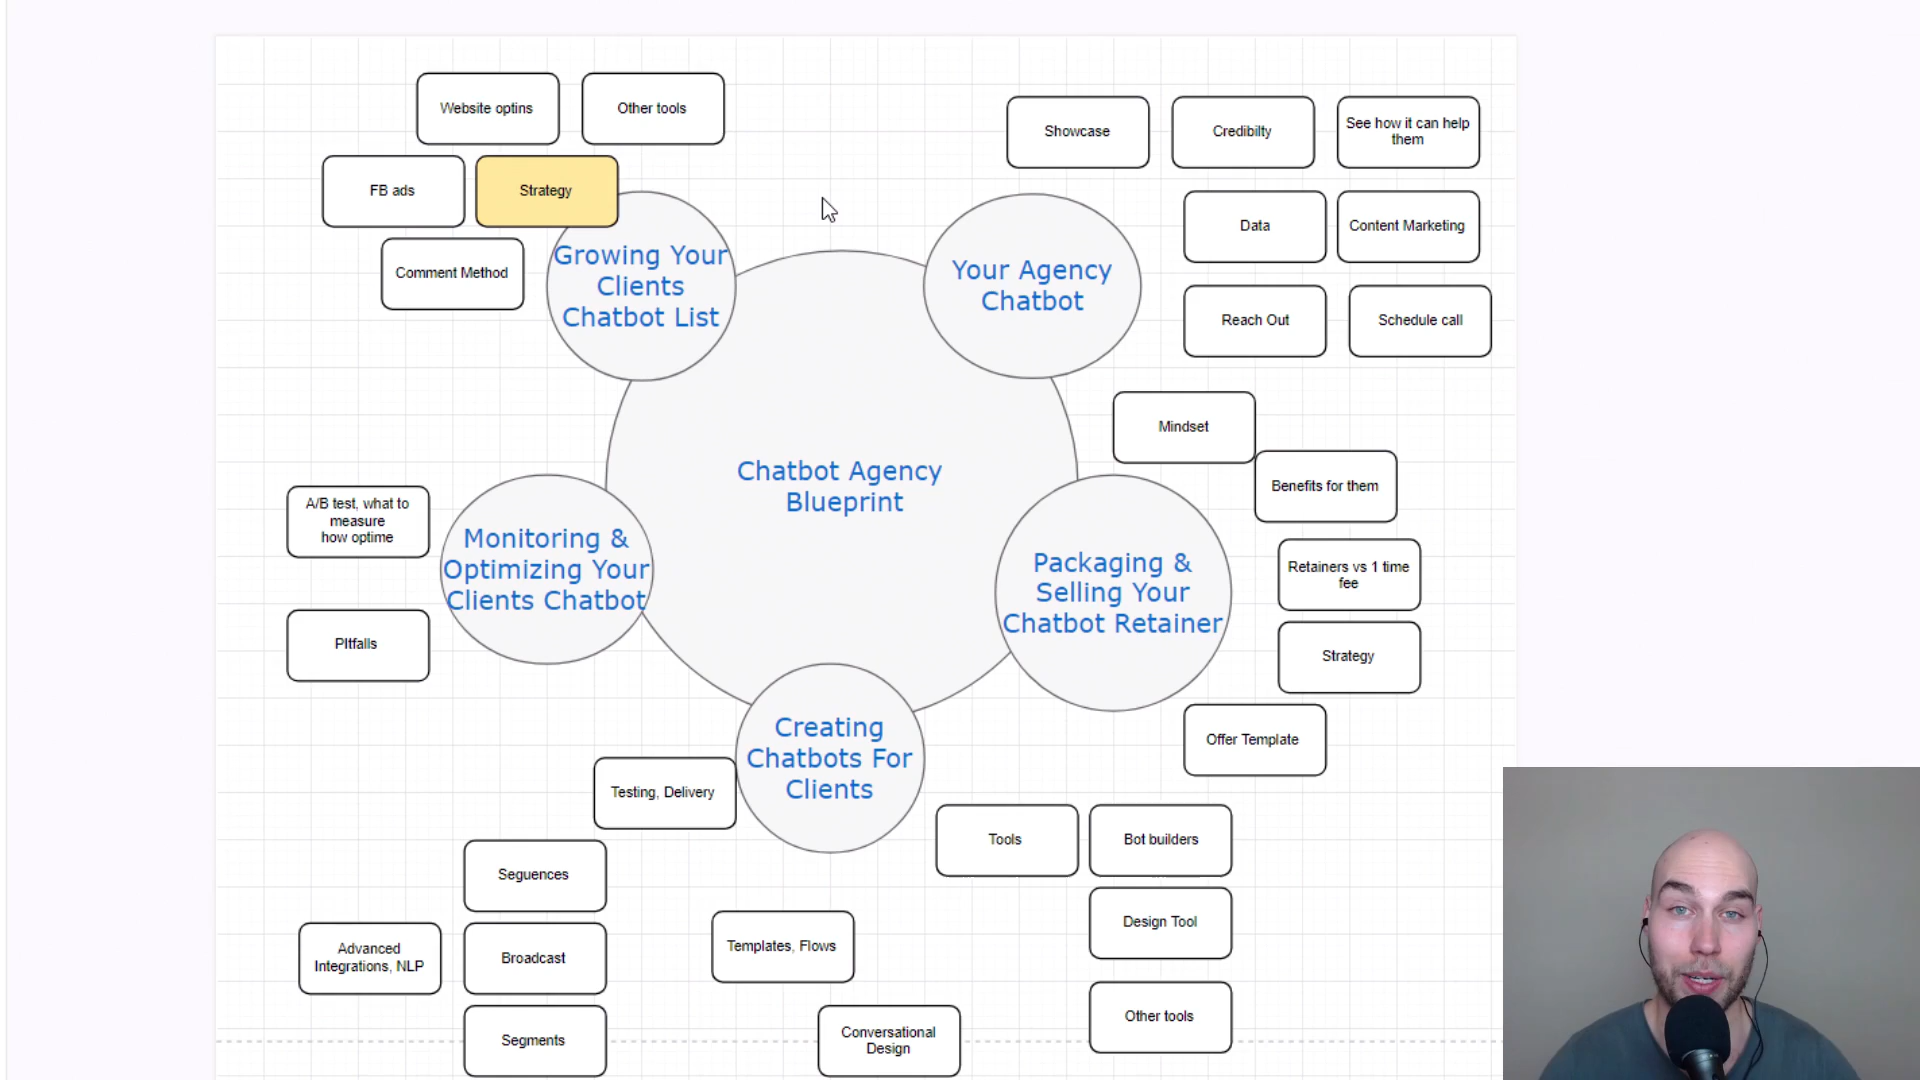 Website optins
Other tools
FB ads
Strategy
Comment Method
Growing Your
Clients
Chatbot List
Showcase
Credibilty
See how it can help
them
Data
Content Marketing
Reach Out
Schedule call
Your Agency
Chatbot
Chatbot Agency
Blueprint
Mindset
Benefits for them
Retainers vs 1 time
fee
Strategy
Offer Template
Packaging &
Selling Your
Chatbot Retainer
A/B test, what to
measure
how optime
PItfalls
Monitoring &
Optimizing Your
Clients Chatbot
Creating
Chatbots For
Clients
Testing, Delivery
Tools
Bot builders
Design Tool
Other tools
Seguences
Advanced
Integrations, NLP
Broadcast
Segments
Templates, Flows
Conversational
Design